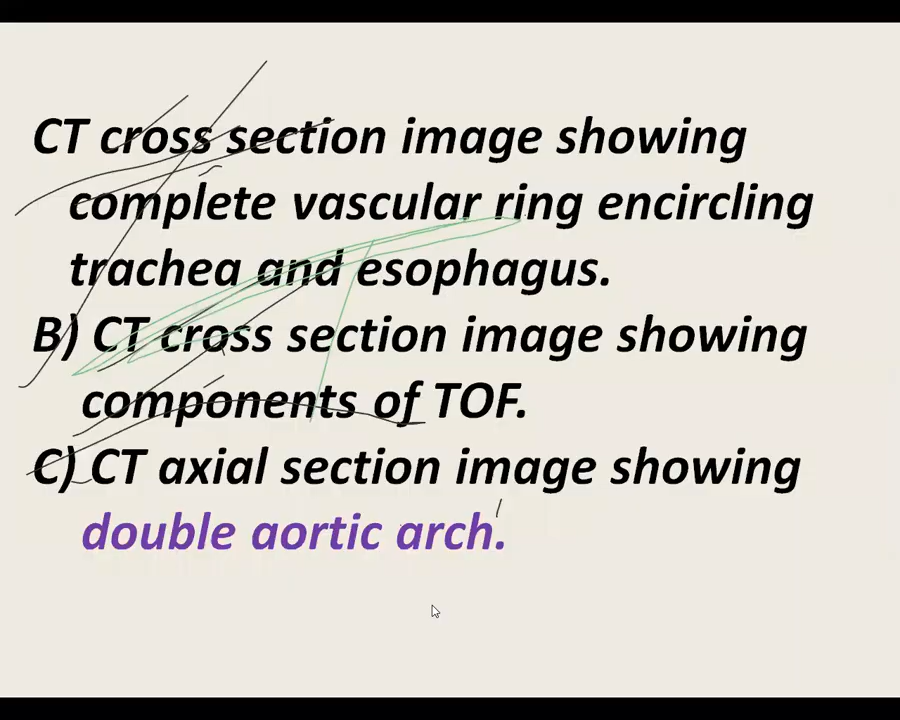 CT cross section image showing
complete vascular ring encircling
trachea and esophagus.
B) CT cross section image showing
components of TOF.
C) CT axial section image showing
double aortic arch.